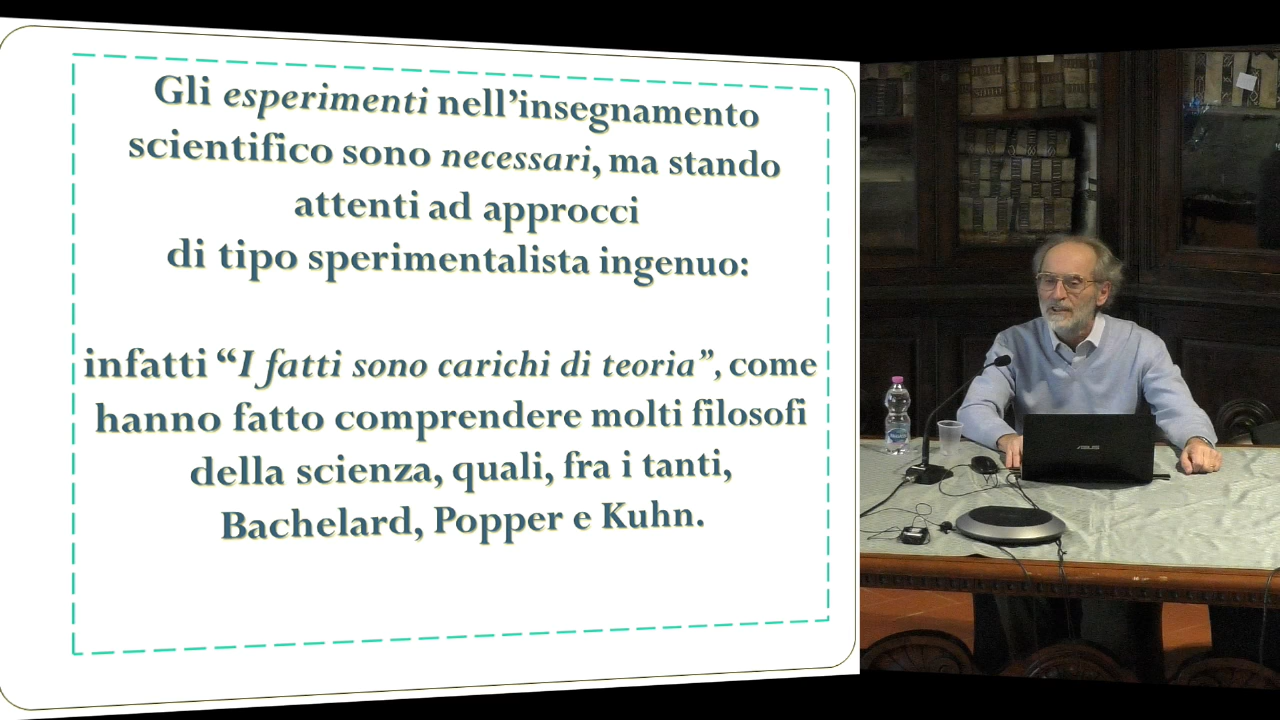 Gli esperimenti nell’insegnamento
scientifico sono necessari, ma stando
attenti ad approcci
di tipo sperimentalista ingenuo:
infatti “I fatti sono carichi di teoria”, come
hanno fatto comprendere molti filosofi
della scienza, quali, fra i tanti,
Bachelard, Popper e Kuhn.
ASUS